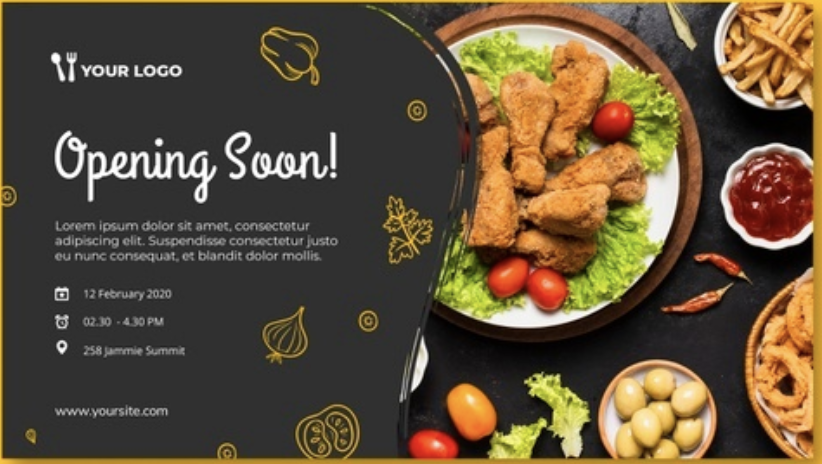 YOUR LOGO
Opening Soon!
Lorem ipsum dolor sit amet, consectetur
adipiscing elit. Suspendisse consectetur justo
eu nunc consequat, et blandit dolor mollis.
12 February 2020
02.30 - 4.30 PM
258 Jammie Summit
www.yoursite.com